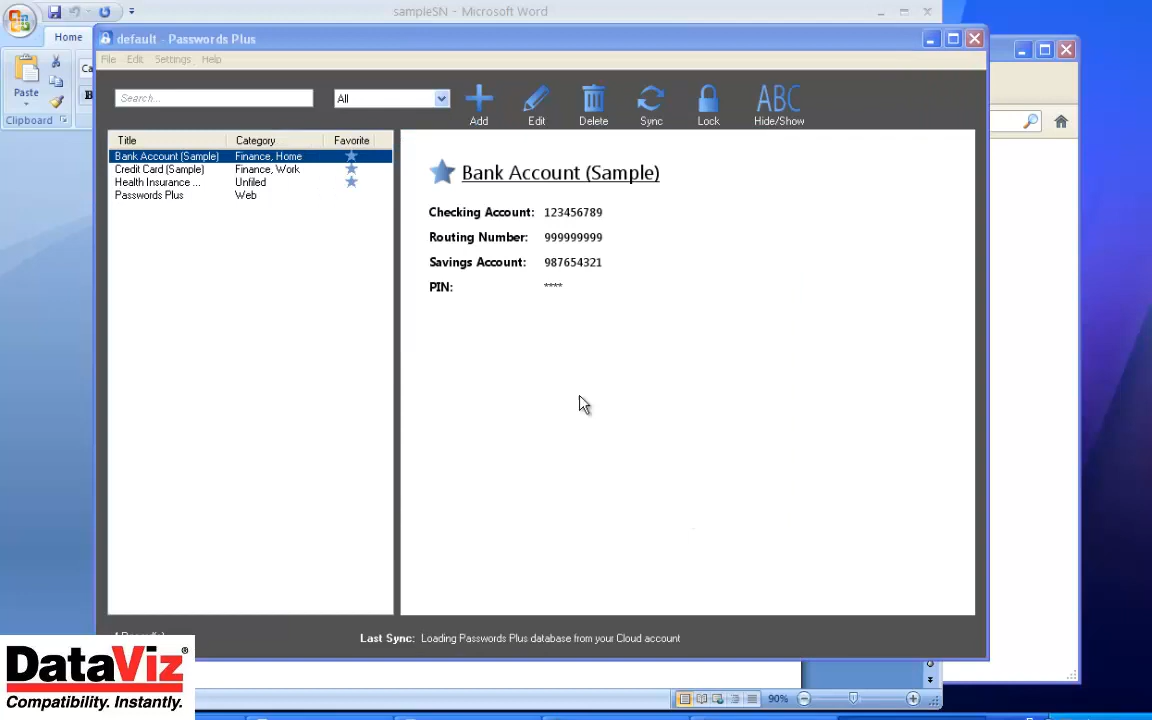 sampleSN - Microsoft Word
Home
Paste
Clipboard
Ca
B
default - Passwords Plus
File Edit Settings Help
Search...
All
Add
Edit
Delete
Sync
Lock
ABC
Hide/Show
Title Category Favorite
Bank Account (Sample) Finance, Home
Credit Card (Sample) Finance, Work
Health Insurance ... Unfiled
Passwords Plus Web
Bank Account (Sample)
Checking Account: 123456789
Routing Number: 999999999
Savings Account: 987654321
PIN: ****
Last Sync: Loading Passwords Plus database from your Cloud account
DataViz®
Compatibility. Instantly.
90%